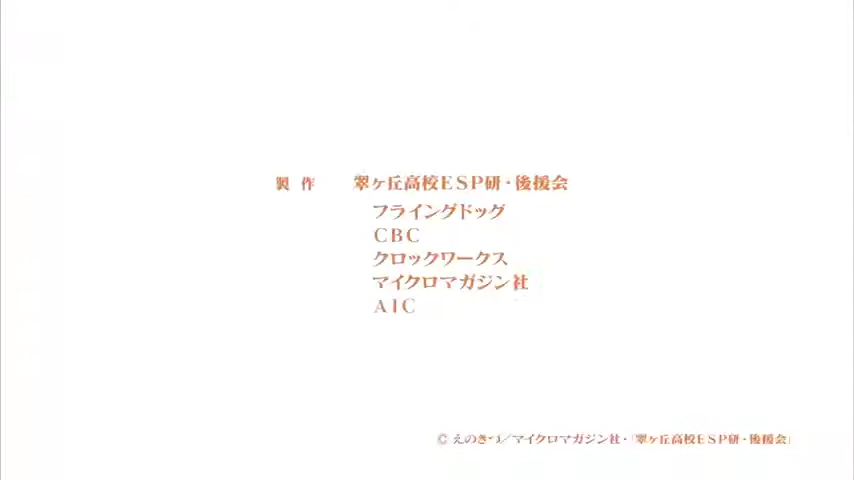 製作 翠ヶ丘高校ESP研・後援会
フライングドッグ
CBC
クロックワークス
マイクロマガジン社
AIC
© えのきづ/マイクロマガジン社・「翠ヶ丘高校ESP研・後援会」